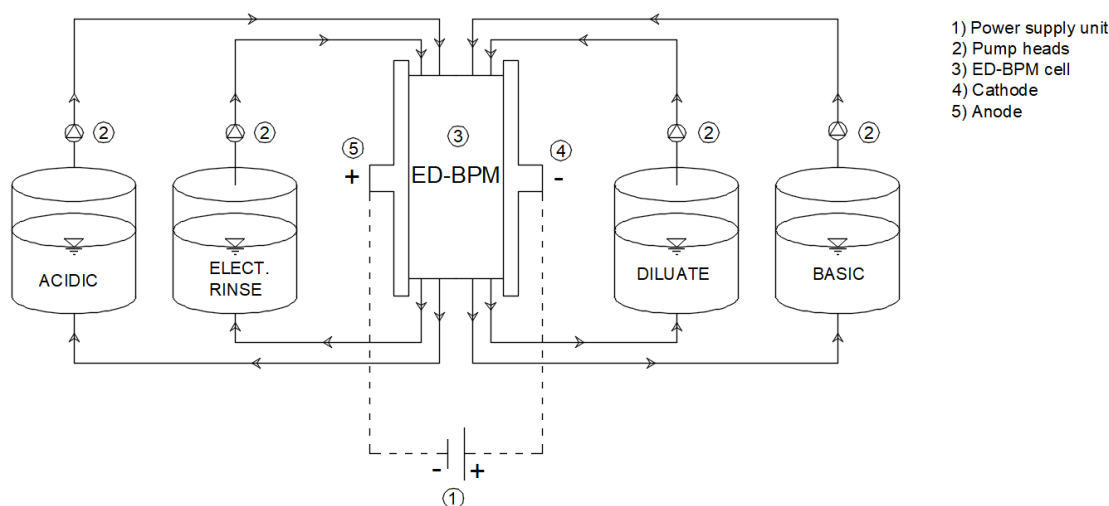 1) Power supply unit
2) Pump heads
3) ED-BPM cell
4) Cathode
5) Anode
2
2
2
2
3
5
4
+
ED-BPM
-
ACIDIC
ELECT.
RINSE
DILUATE
BASIC
- +
1